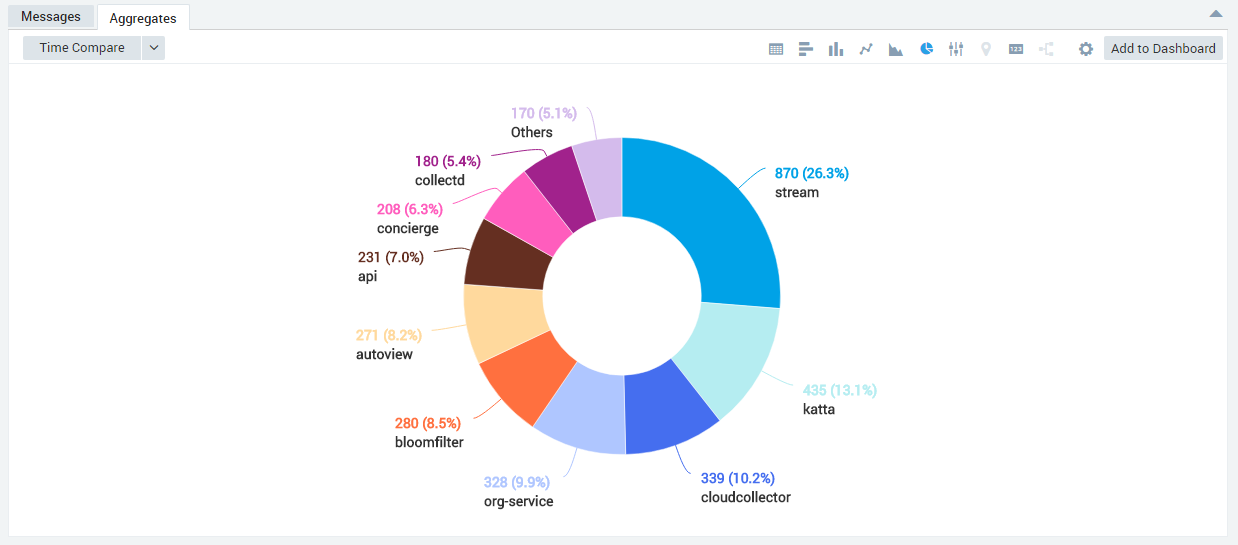 Messages
Aggregates
Time Compare
123
Add to Dashboard
170 (5.1%)
Others
180 (5.4%)
collectd
870 (26.3%)
stream
208 (6.3%)
concierge
231 (7.0%)
api
271 (8.2%)
autoview
435 (13.1%)
katta
280 (8.5%)
bloomfilter
339 (10.2%)
cloudcollector
328 (9.9%)
org-service